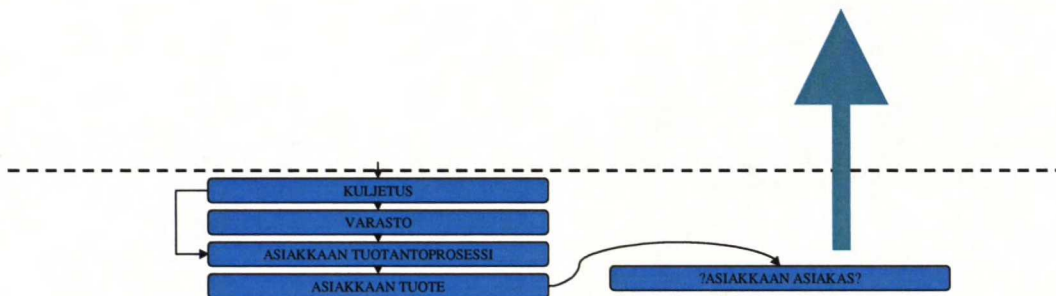 KULJETUS
VARASTO
ASIAKKAAN TUOTANTOPROSESSI
ASIAKKAAN TUOTE
?ASIAKKAAN ASIAKAS?